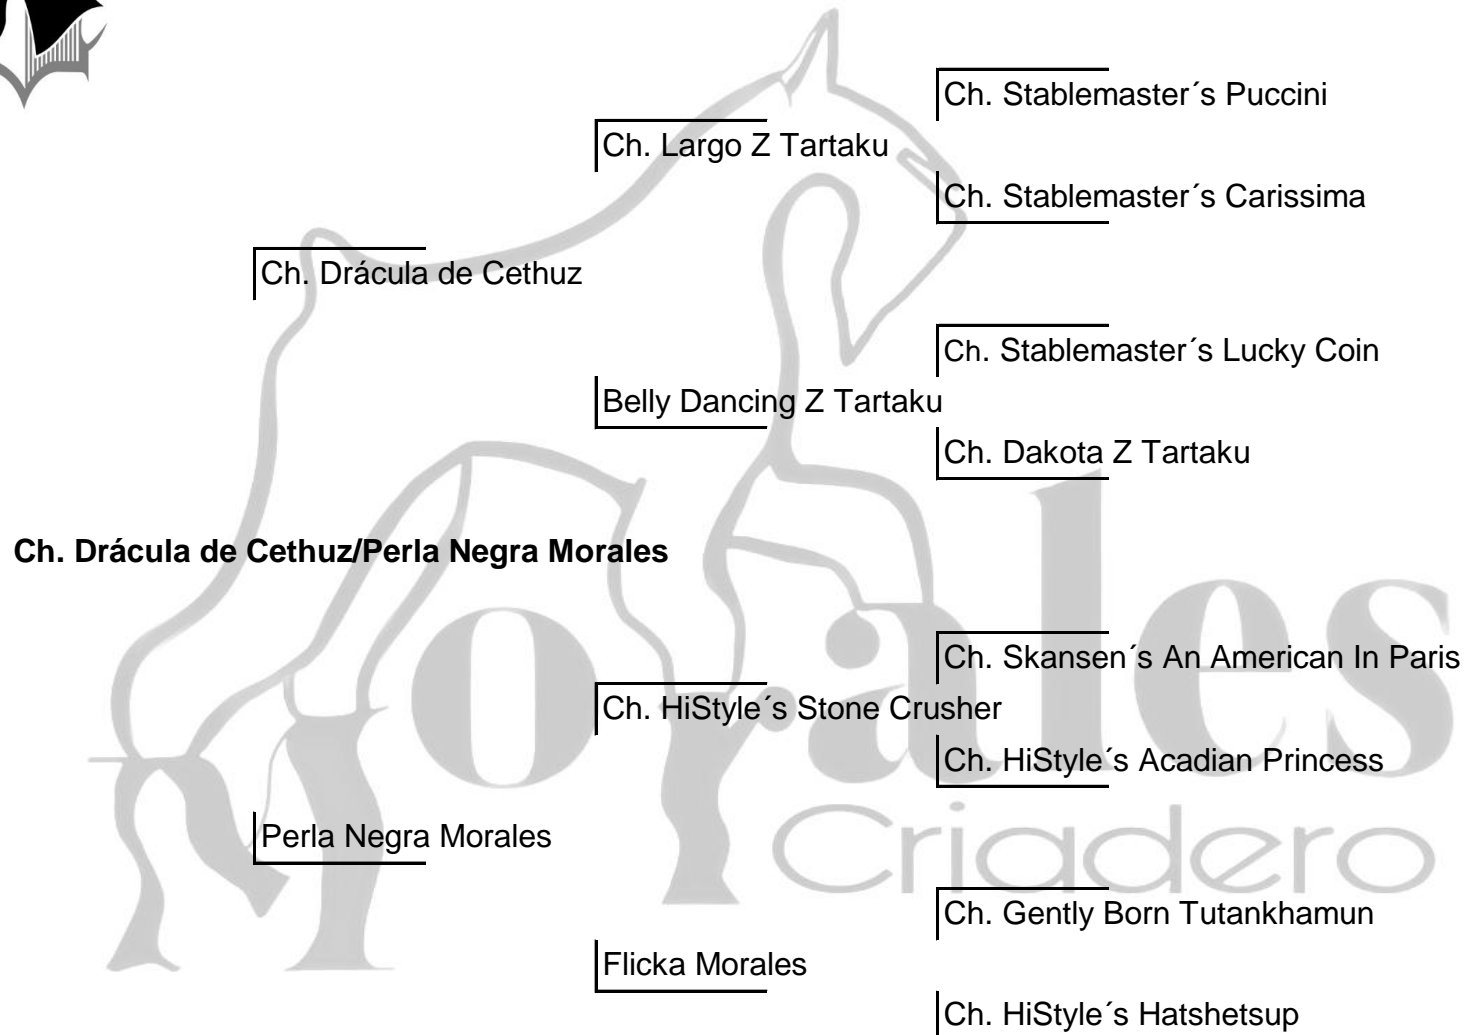 Ch. Stablemaster´s Puccini
Ch. Largo Z Tartaku
Ch. Stablemaster´s Carissima
Ch. Drácula de Cethuz
Ch. Stablemaster´s Lucky Coin
Belly Dancing Z Tartaku
Ch. Dakota Z Tartaku
Ch. Drácula de Cethuz/Perla Negra Morales
Ch. Skansen´s An American In Paris
Ch. HiStyle´s Stone Crusher
Ch. HiStyle´s Acadian Princess
Perla Negra Morales
Ch. Gently Born Tutankhamun
Flicka Morales
Ch. HiStyle´s Hatshetsup
Morales
Criadero